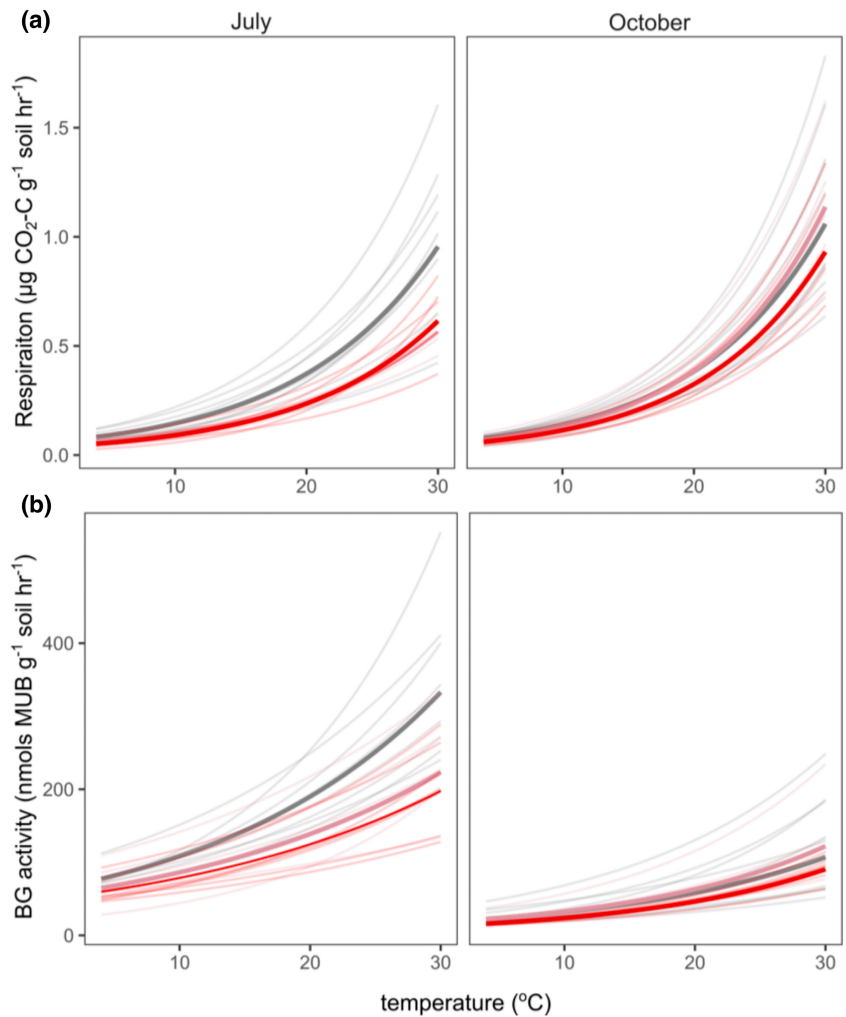 (a)
July
October
Respiraiton (µg CO₂-C g⁻¹ soil hr⁻¹)
1.5
1.0
0.5
0.0
10
20
30
10
20
30
(b)
BG activity (nmols MUB g⁻¹ soil hr⁻¹)
400
200
0
10
20
30
10
20
30
temperature (ºC)